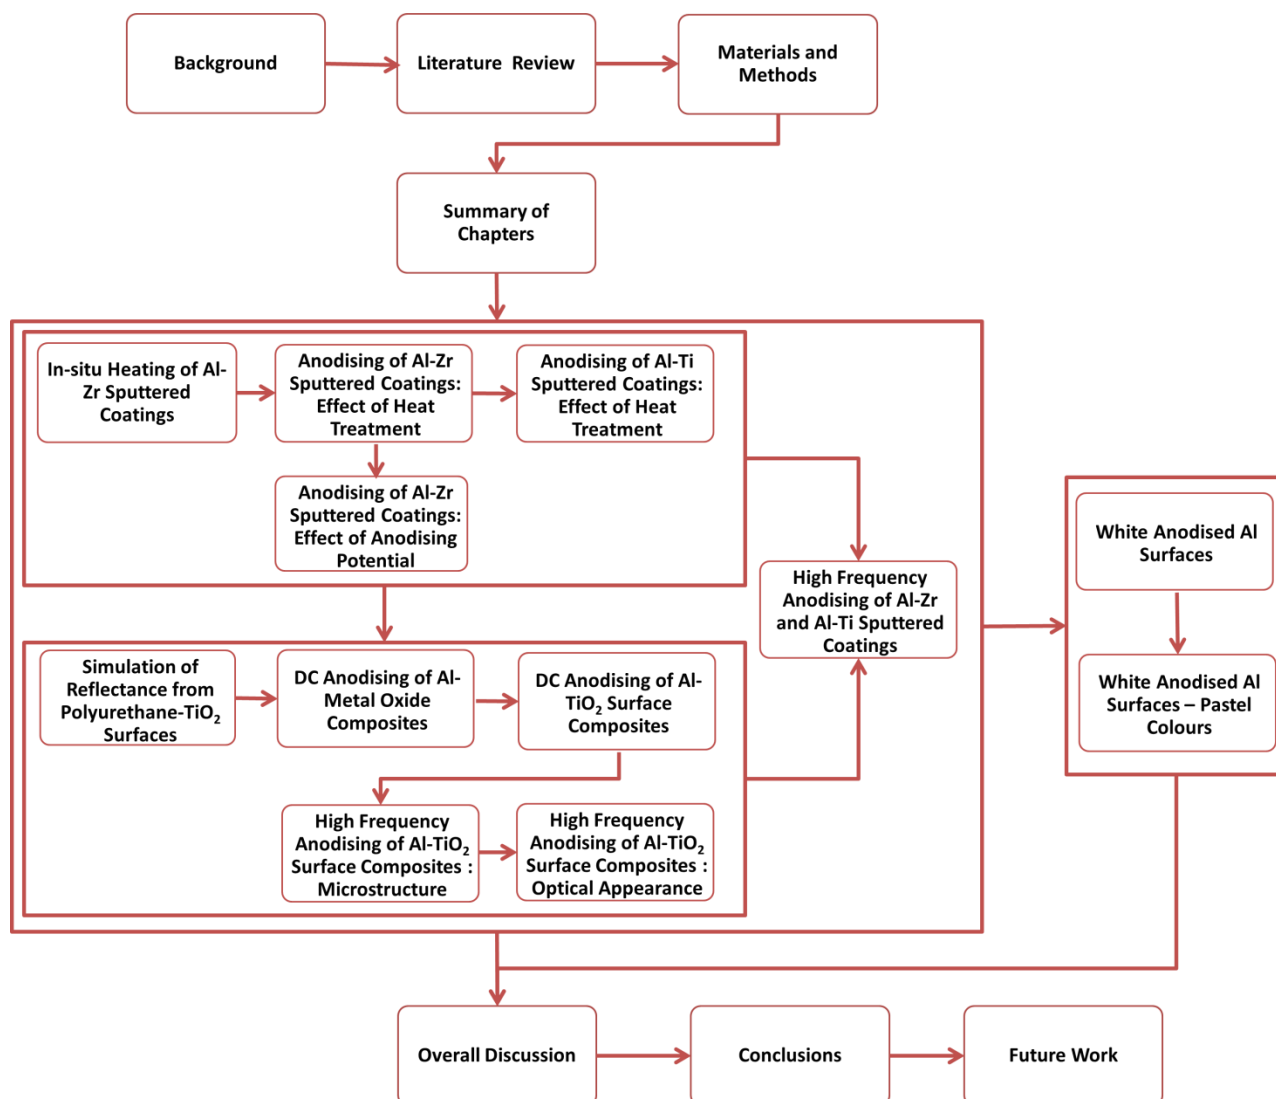 Background
Literature Review
Materials and
Methods
Summary of
Chapters
In-situ Heating of Al-
Zr Sputtered
Coatings
Anodising of Al-Zr
Sputtered Coatings:
Effect of Heat
Treatment
Anodising of Al-Ti
Sputtered Coatings:
Effect of Heat
Treatment
Anodising of Al-Zr
Sputtered Coatings:
Effect of Anodising
Potential
High Frequency
Anodising of Al-Zr
and Al-Ti Sputtered
Coatings
White Anodised Al
Surfaces
White Anodised Al
Surfaces – Pastel
Colours
Simulation of
Reflectance from
Polyurethane-TiO₂
Surfaces
DC Anodising of Al-
Metal Oxide
Composites
DC Anodising of Al-
TiO₂ Surface
Composites
High Frequency
Anodising of Al-TiO₂
Surface Composites :
Microstructure
High Frequency
Anodising of Al-TiO₂
Surface Composites :
Optical Appearance
Overall Discussion
Conclusions
Future Work